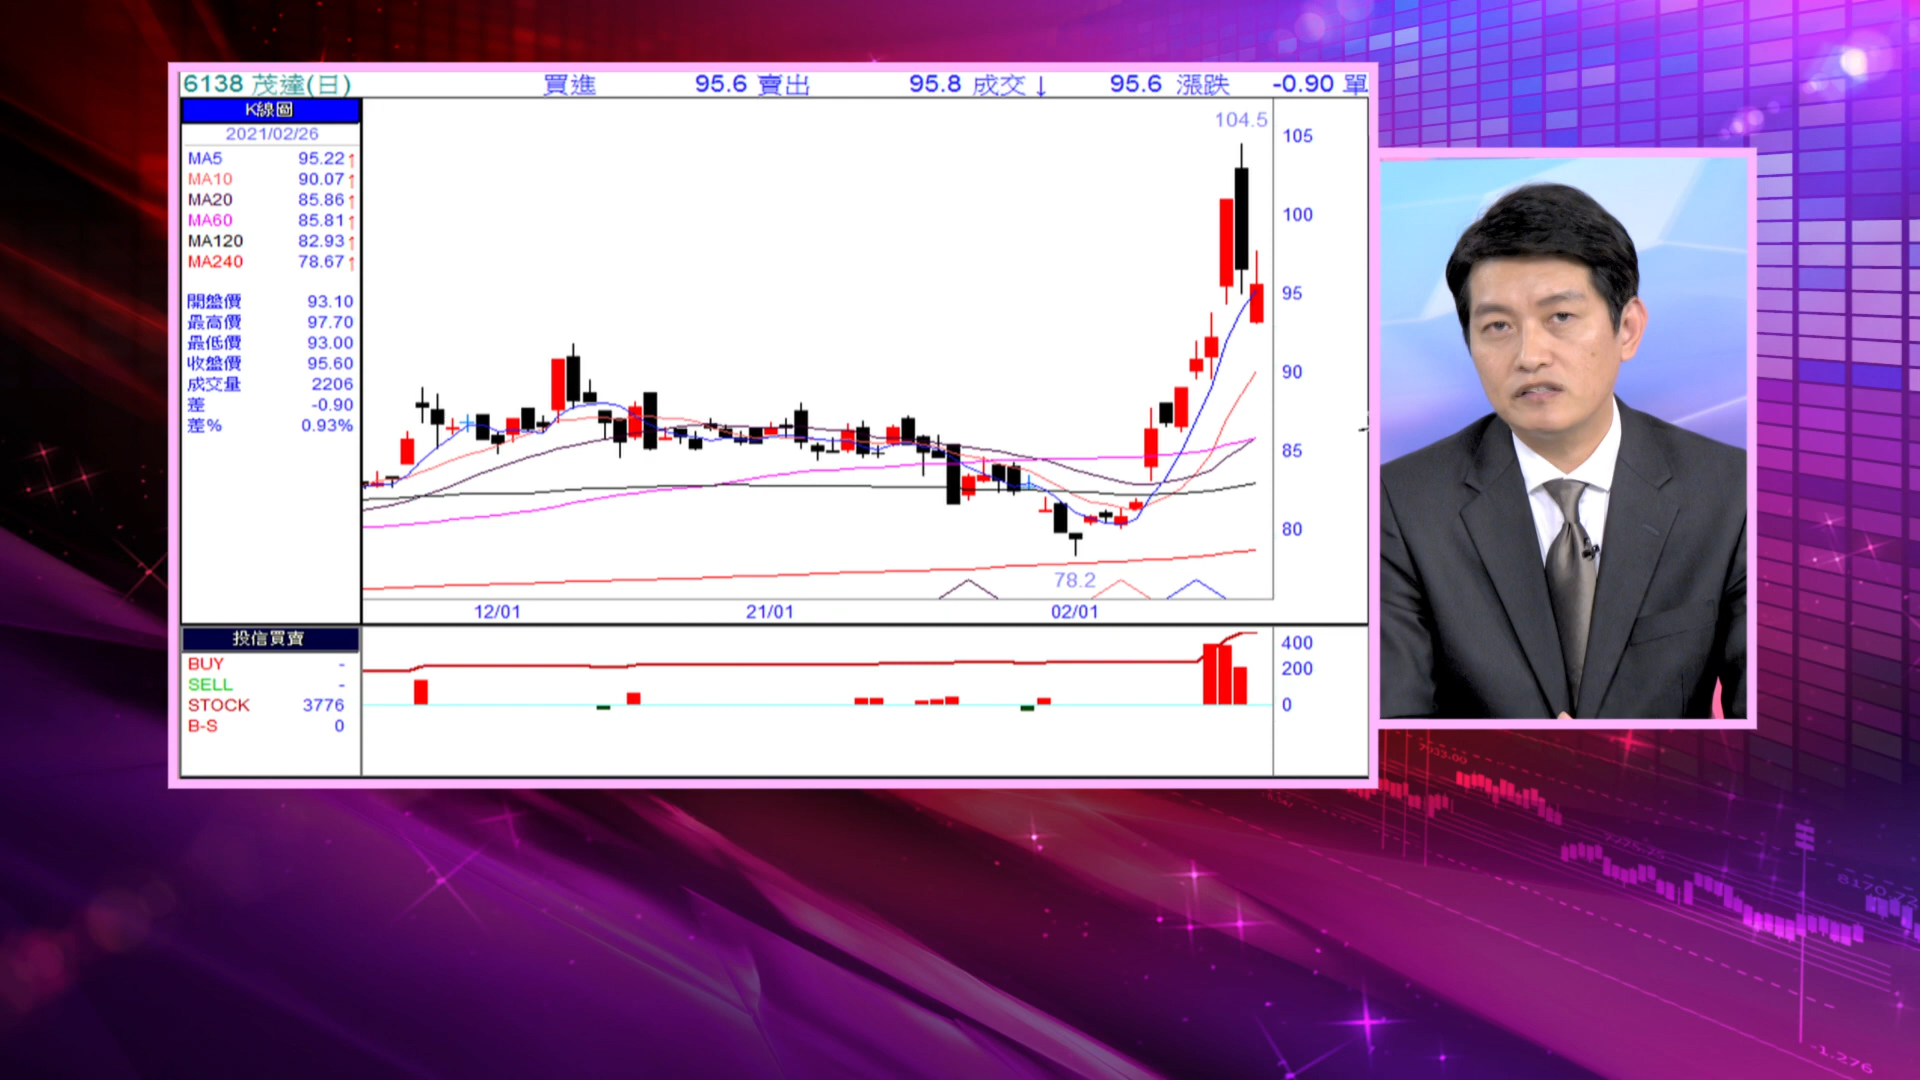 6138 茂達(日) 買進 95.6 賣出 95.8 成交↓ 95.6 漲跌 -0.90 單
K線圖
2021/02/26
MA5 95.22↑
MA10 90.07↑
MA20 85.86↑
MA60 85.81↑
MA120 82.93↑
MA240 78.67↑
開盤價 93.10
最高價 97.70
最低價 93.00
收盤價 95.60
成交量 2206
差 -0.90
差% 0.93%
104.5
105
100
95
90
85
80
78.2
12/01 21/01 02/01
投信買賣
BUY -
SELL -
STOCK 3776
B-S 0
400
200
0
7933.00
-1.276